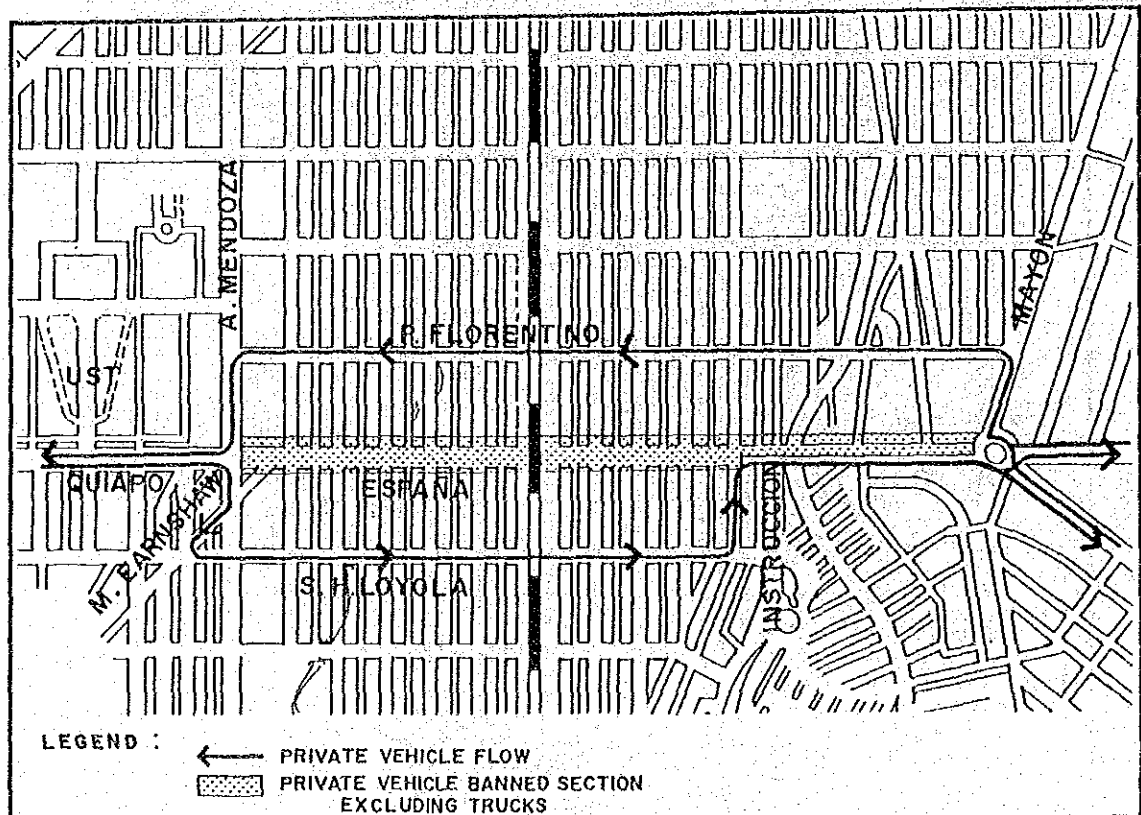 A. MENDOZA
MAYON
P. FLORENTINO
UST
QUIAPO
ESPAÑA
M. EARNSHAW
S. H. LOYOLA
INSTRUCCION
LEGEND :
PRIVATE VEHICLE FLOW
PRIVATE VEHICLE BANNED SECTION
EXCLUDING TRUCKS